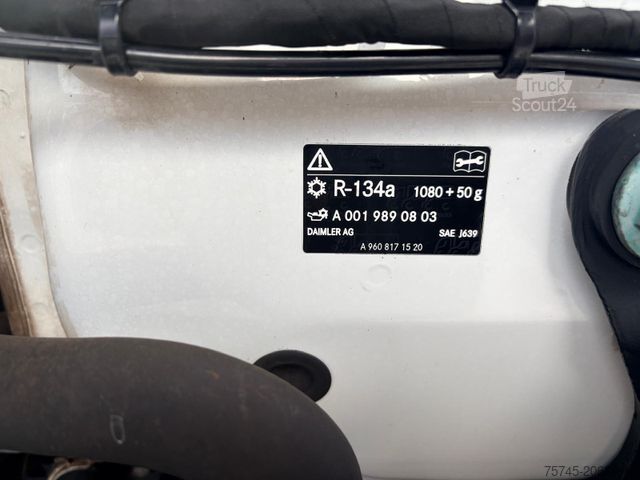 Truck
Scout24
R-134a 1080 + 50 g
A 001 989 08 03
DAIMLER AG SAE J639
A 960 817 15 20